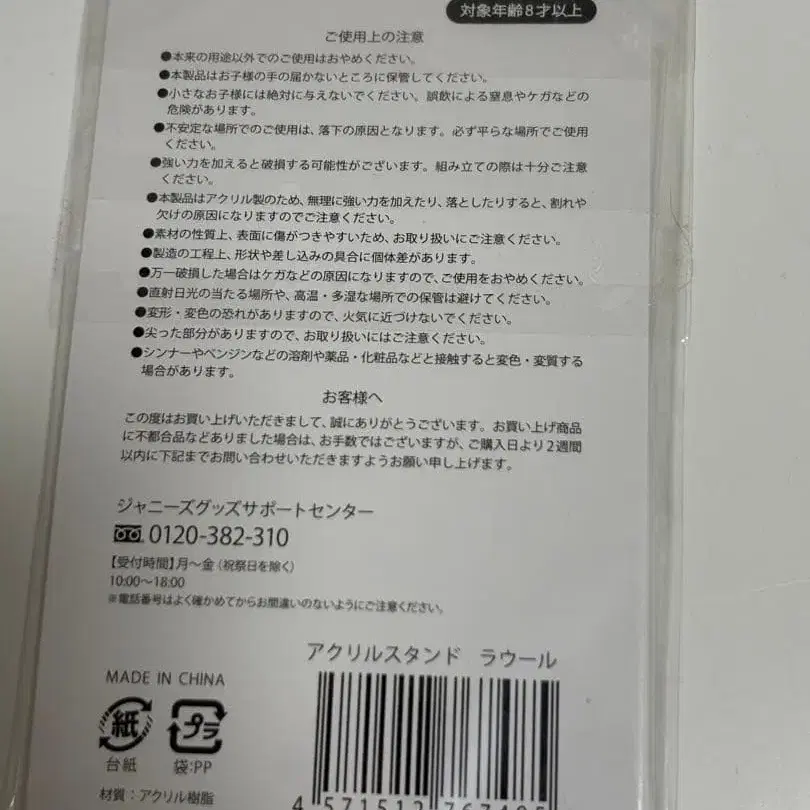 対象年齢8才以上
ご使用上の注意
●本来の用途以外でのご使用はおやめください。
●本製品はお子様の手の届かないところに保管してください。
●小さなお子様には絶対に与えないでください。誤飲による窒息やケガなどの
危険があります。
●不安定な場所でのご使用は、落下の原因となります。必ず平らな場所でご使用
ください。
●強い力を加えると破損する可能性がございます。組み立ての際は十分ご注意
ください。
●本製品はアクリル製のため、無理に強い力を加えたり、落としたりすると、割れや
欠けの原因になりますのでご注意ください。
●素材の性質上、表面に傷がつきやすいため、お取り扱いにご注意ください。
●製造の工程上、形状や差し込みの具合に個体差があります。
●万一破損した場合はケガなどの原因になりますので、ご使用をおやめください。
●直射日光の当たる場所や、高温・多湿な場所での保管は避けてください。
●変形・変色の恐れがありますので、火気に近づけないでください。
●尖った部分がありますので、お取り扱いにはご注意ください。
●シンナーやベンジンなどの溶剤や薬品・化粧品などと接触すると変色・変質する
場合があります。
お客様へ
この度はお買い上げいただきまして、誠にありがとうございます。お買い上げ商品
に不都合品などありました場合は、お手数ではございますが、ご購入日より2週間
以内に下記までお問い合わせいただきますようお願い申し上げます。
ジャニーズグッズサポートセンター
0120-382-310
【受付時間】月～金（祝祭日を除く）
10:00～18:00
※電話番号はよく確かめてからお間違いのないようにご注意ください。
アクリルスタンド ラウール
MADE IN CHINA
紙 プラ
台紙 袋:PP
材質：アクリル樹脂
4 571512 767495